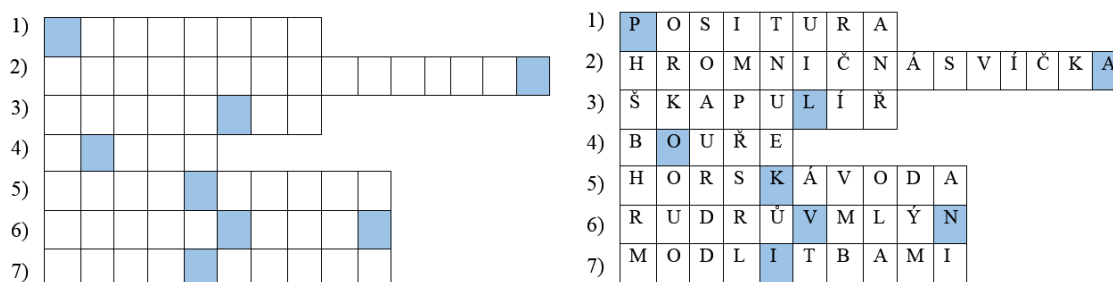 1)
2)
3)
4)
5)
6)
7)
1) P O S I T U R A
2) H R O M N I Č N Á S V Í Č K A
3) Š K A P U L Í Ř
4) B O U Ř E
5) H O R S K Á V O D A
6) R U D R Ů V M L Ý N
7) M O D L I T B A M I